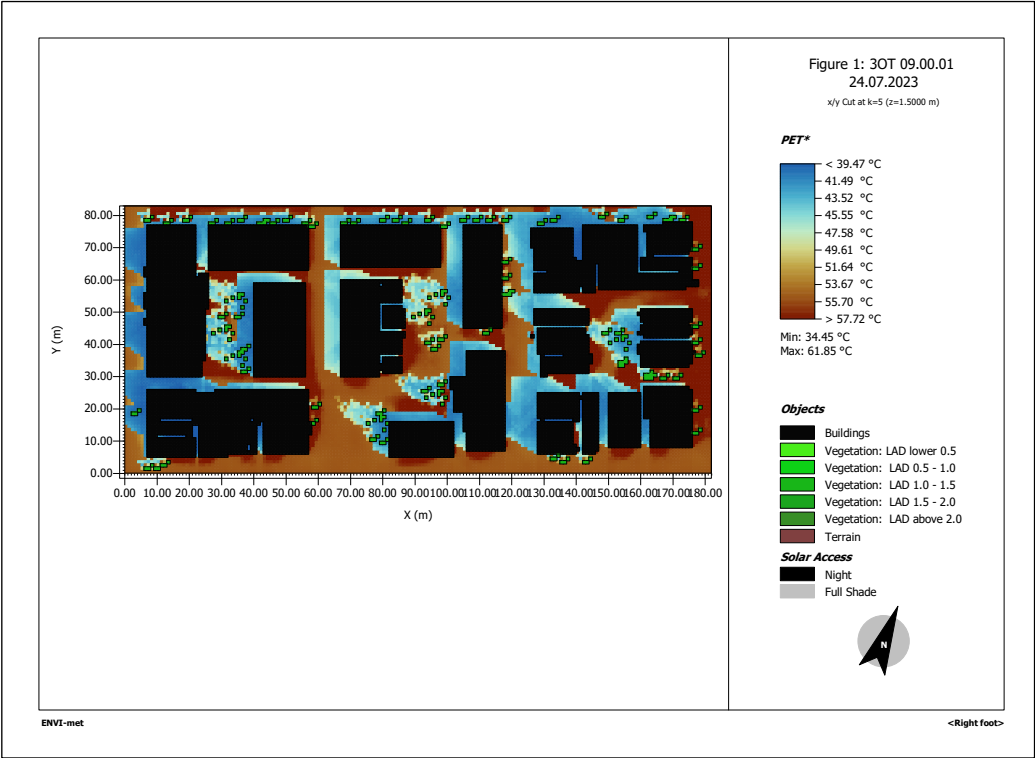 Figure 1: 3OT 09.00.01
24.07.2023
x/y Cut at k=5 (z=1.5000 m)
PET*
< 39.47 °C
41.49 °C
43.52 °C
45.55 °C
47.58 °C
49.61 °C
51.64 °C
53.67 °C
55.70 °C
> 57.72 °C
Min: 34.45 °C
Max: 61.85 °C
Y (m)
80.00
70.00
60.00
50.00
40.00
30.00
20.00
10.00
0.00
0.00 10.00 20.00 30.00 40.00 50.00 60.00 70.00 80.00 90.00 100.00 110.00 120.00 130.00 140.00 150.00 160.00 170.00 180.00
X (m)
Objects
Buildings
Vegetation: LAD lower 0.5
Vegetation: LAD 0.5 - 1.0
Vegetation: LAD 1.0 - 1.5
Vegetation: LAD 1.5 - 2.0
Vegetation: LAD above 2.0
Terrain
Solar Access
Night
Full Shade
N
ENVI-met
<Right foot>